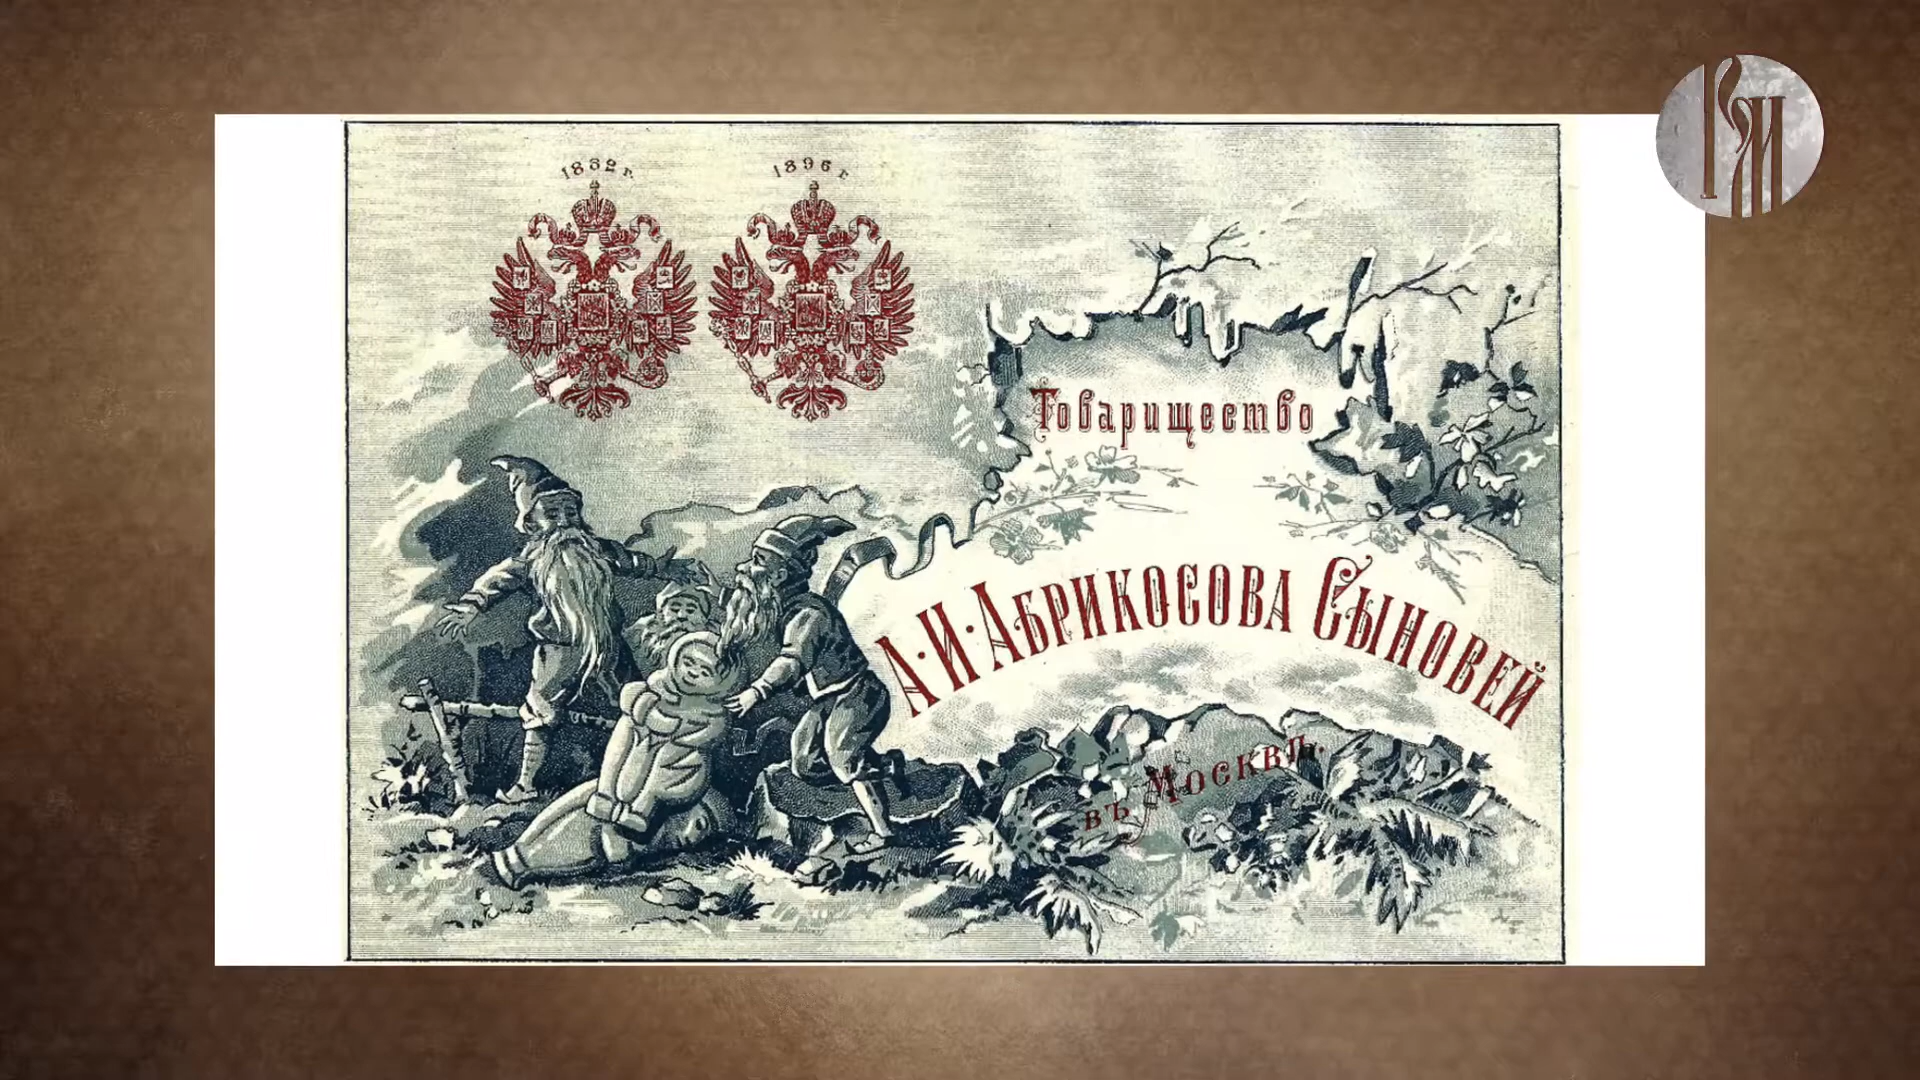 1882 г.
1896 г.
Товарищество
А·И·Абрикосова Сыновей
въ Москвѣ.